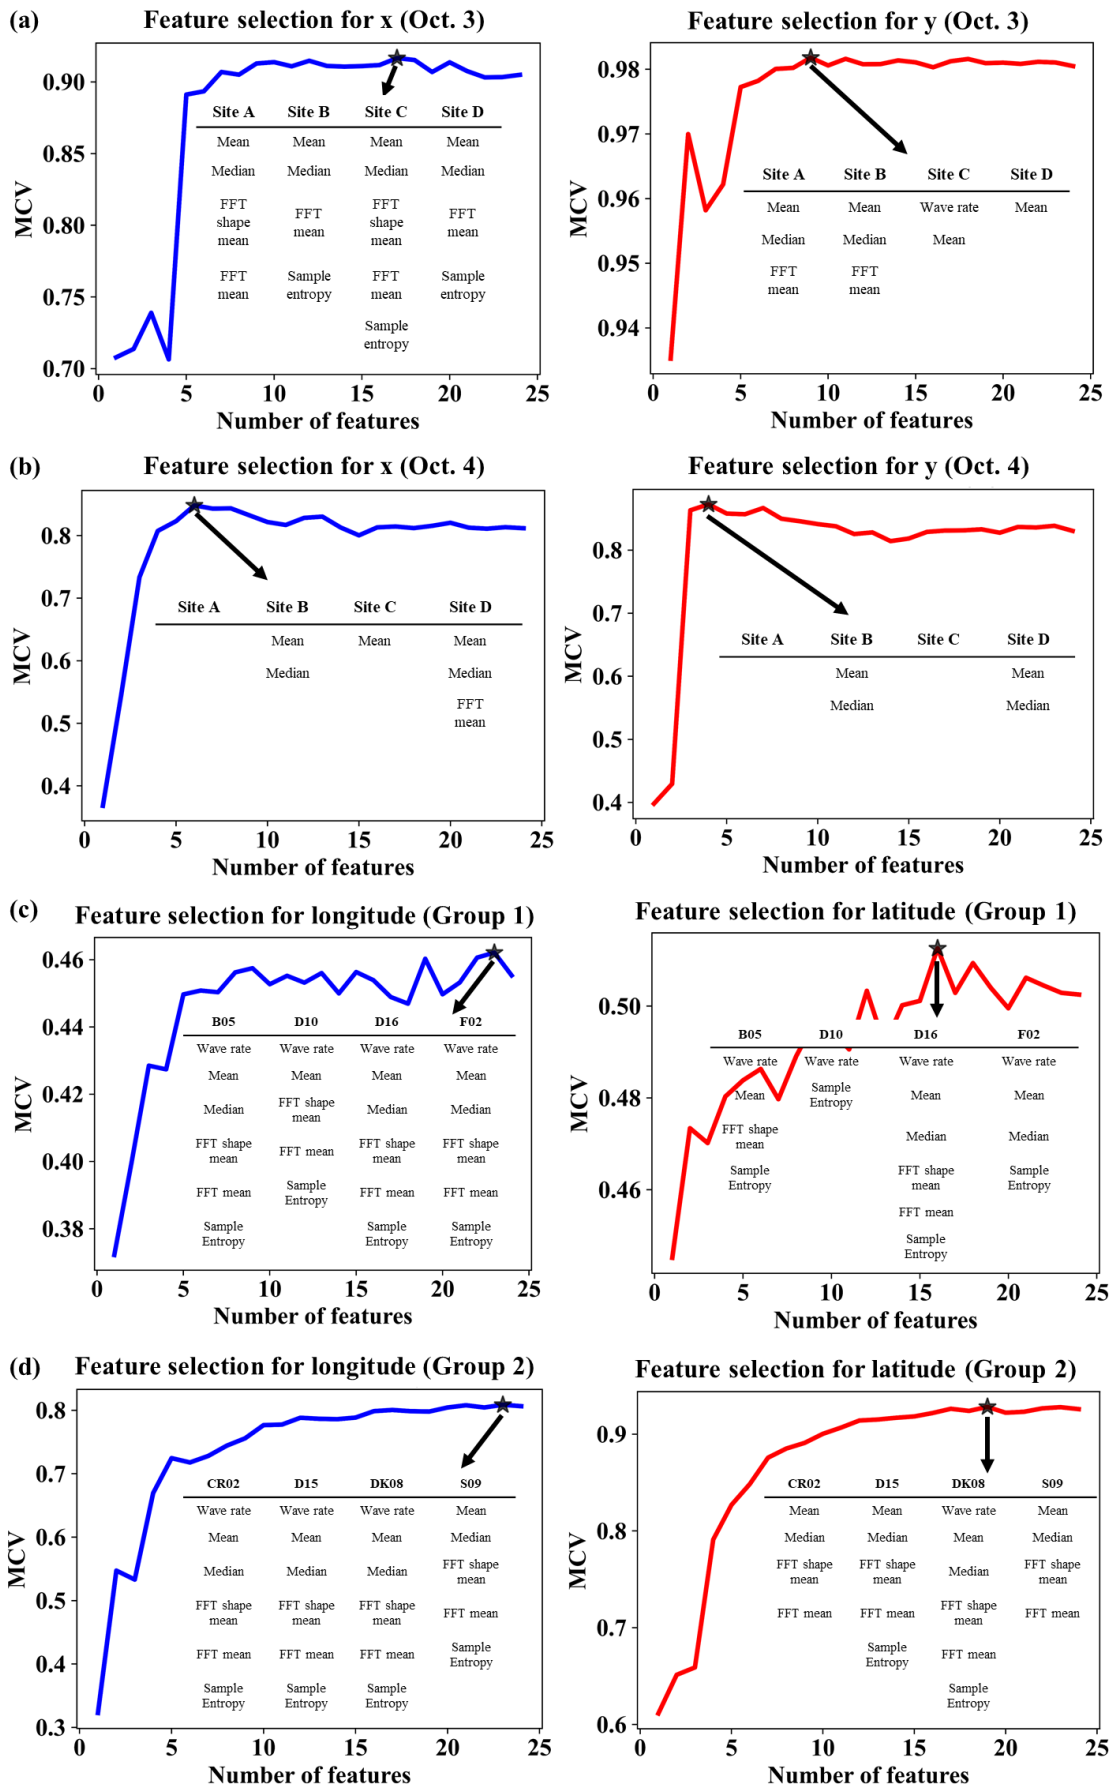 (a)
Feature selection for x (Oct. 3)
MCV
0.90
0.85
0.80
0.75
0.70
Site A Site B Site C Site D
Mean Mean Mean Mean
Median Median Median Median
FFT shape mean FFT mean FFT shape mean FFT mean
FFT mean Sample entropy FFT mean Sample entropy
Sample entropy
0 5 10 15 20 25
Number of features
Feature selection for y (Oct. 3)
MCV
0.98
0.97
0.96
0.95
0.94
Site A Site B Site C Site D
Mean Mean Wave rate Mean
Median Median Mean
FFT mean FFT mean
0 5 10 15 20 25
Number of features
(b)
Feature selection for x (Oct. 4)
MCV
0.8
0.7
0.6
0.5
0.4
Site A Site B Site C Site D
Mean Mean Mean
Median Median
FFT mean
0 5 10 15 20 25
Number of features
Feature selection for y (Oct. 4)
MCV
0.8
0.7
0.6
0.5
0.4
Site A Site B Site C Site D
Mean Mean
Median Median
0 5 10 15 20 25
Number of features
(c)
Feature selection for longitude (Group 1)
MCV
0.46
0.44
0.42
0.40
0.38
B05 D10 D16 F02
Wave rate Wave rate Wave rate Wave rate
Mean Mean Mean Mean
Median FFT shape mean Median Median
FFT shape mean FFT mean FFT shape mean FFT shape mean
FFT mean Sample Entropy FFT mean FFT mean
Sample Entropy Sample Entropy Sample Entropy
0 5 10 15 20 25
Number of features
Feature selection for latitude (Group 1)
MCV
0.50
0.48
0.46
B05 D10 D16 F02
Wave rate Wave rate Wave rate Wave rate
Mean Sample Entropy Mean Mean
FFT shape mean Median Median
Sample Entropy FFT shape mean Sample Entropy
FFT mean
Sample Entropy
0 5 10 15 20 25
Number of features
(d)
Feature selection for longitude (Group 2)
MCV
0.8
0.7
0.6
0.5
0.4
0.3
CR02 D15 DK08 S09
Wave rate Wave rate Wave rate Mean
Mean Mean Mean Median
Median Median Median FFT shape mean
FFT shape mean FFT shape mean FFT shape mean FFT mean
FFT mean FFT mean FFT mean Sample Entropy
Sample Entropy Sample Entropy Sample Entropy
0 5 10 15 20 25
Number of features
Feature selection for latitude (Group 2)
MCV
0.9
0.8
0.7
0.6
CR02 D15 DK08 S09
Mean Mean Wave rate Mean
Median Median Mean Median
FFT shape mean FFT shape mean Median FFT shape mean
FFT mean FFT mean FFT shape mean FFT mean
Sample Entropy FFT mean
Sample Entropy
0 5 10 15 20 25
Number of features